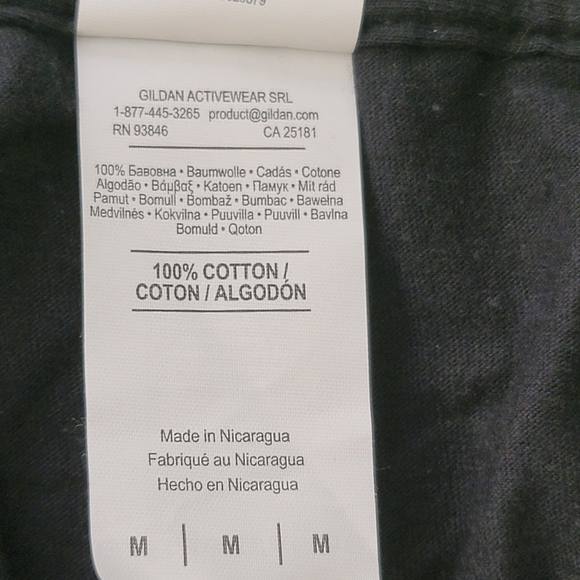 GILDAN ACTIVEWEAR SRL
1-877-445-3265 product@gildan.com
RN 93846 CA 25181
100% Бавовна • Baumwolle • Cadás • Cotone
Algodão • Βάμβαξ • Katoen • Памук • Mit rád
Pamut • Bomull • Bombaž • Bumbac • Bawełna
Medvilnės • Kokvilna • Puuvilla • Puuvill • Bavlna
Bomuld • Qoton
100% COTTON /
COTON / ALGODÓN
Made in Nicaragua
Fabriqué au Nicaragua
Hecho en Nicaragua
M | M | M